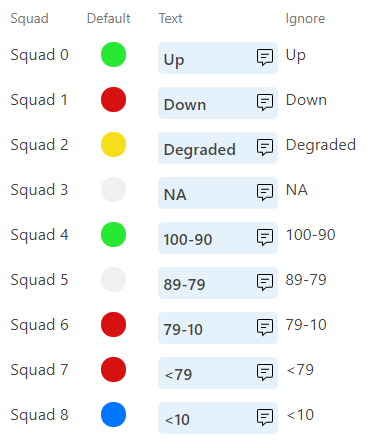 Squad Default Text Ignore
Squad 0 Up Up
Squad 1 Down Down
Squad 2 Degraded Degraded
Squad 3 NA NA
Squad 4 100-90 100-90
Squad 5 89-79 89-79
Squad 6 79-10 79-10
Squad 7 <79 <79
Squad 8 <10 <10